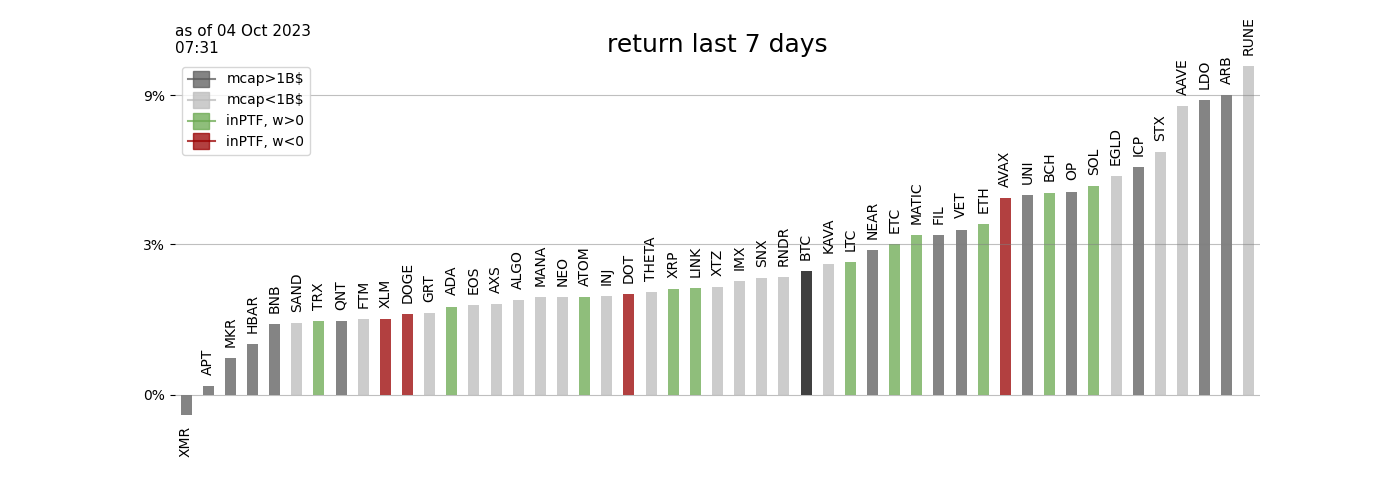 as of 04 Oct 2023
07:31
return last 7 days
mcap>1B$
mcap<1B$
inPTF, w>0
inPTF, w<0
9%
3%
0%
XMR
APT
MKR
HBAR
BNB
SAND
TRX
QNT
FTM
XLM
DOGE
GRT
ADA
EOS
AXS
ALGO
MANA
NEO
ATOM
INJ
DOT
THETA
XRP
LINK
XTZ
IMX
SNX
RNDR
BTC
KAVA
LTC
NEAR
ETC
MATIC
FIL
VET
ETH
AVAX
UNI
BCH
OP
SOL
EGLD
ICP
STX
AAVE
LDO
ARB
RUNE